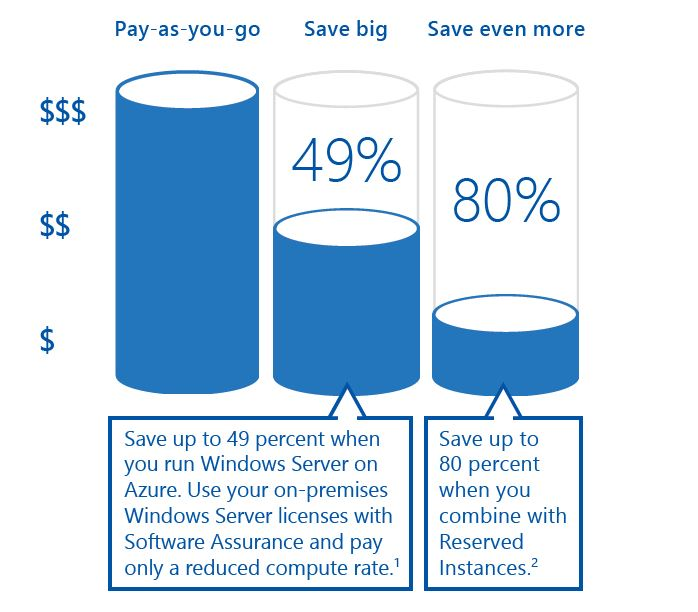 Pay-as-you-go
Save big
Save even more
$$$
49%
80%
$$
$
Save up to 49 percent when
you run Windows Server on
Azure. Use your on-premises
Windows Server licenses with
Software Assurance and pay
only a reduced compute rate.1
Save up to
80 percent
when you
combine with
Reserved
Instances.2